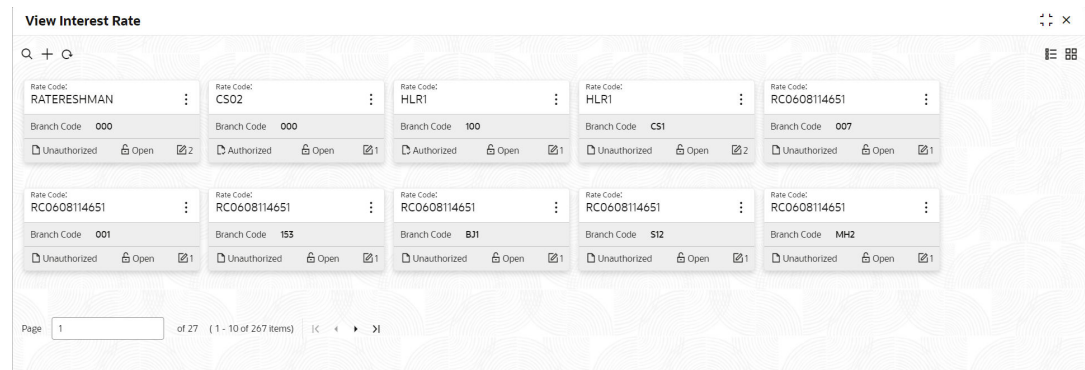 View Interest Rate
Rate Code: Rate Code: Rate Code: Rate Code: Rate Code:
RATERESHMAN CS02 HLR1 HLR1 RC0608114651
Branch Code 000 Branch Code 000 Branch Code 100 Branch Code CS1 Branch Code 007
Unauthorized Open 2 Authorized Open 1 Authorized Open 1 Unauthorized Open 2 Unauthorized Open 1
Rate Code: Rate Code: Rate Code: Rate Code: Rate Code:
RC0608114651 RC0608114651 RC0608114651 RC0608114651 RC0608114651
Branch Code 001 Branch Code 153 Branch Code BJ1 Branch Code S12 Branch Code MH2
Unauthorized Open 1 Unauthorized Open 1 Unauthorized Open 1 Unauthorized Open 1 Unauthorized Open 1
Page 1 of 27 ( 1 - 10 of 267 items)